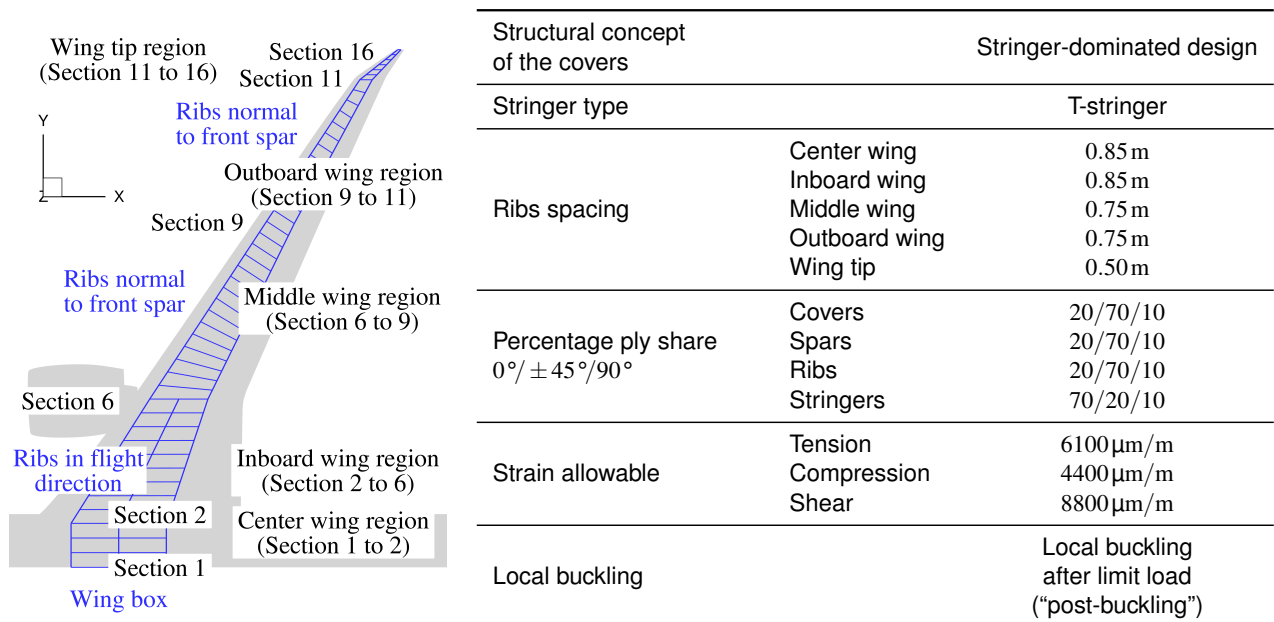 Wing tip region
(Section 11 to 16)
Section 16
Section 11
Ribs normal
to front spar
Y
Z
X
Outboard wing region
(Section 9 to 11)
Section 9
Ribs normal
to front spar
Middle wing region
(Section 6 to 9)
Section 6
Ribs in flight
direction
Inboard wing region
(Section 2 to 6)
Section 2
Center wing region
(Section 1 to 2)
Section 1
Wing box
Structural concept
of the covers
Stringer-dominated design
Stringer type T-stringer
Ribs spacing
Center wing 0.85 m
Inboard wing 0.85 m
Middle wing 0.75 m
Outboard wing 0.75 m
Wing tip 0.50 m
Percentage ply share
0°/ ± 45°/90°
Covers 20/70/10
Spars 20/70/10
Ribs 20/70/10
Stringers 70/20/10
Strain allowable
Tension 6100 µm/m
Compression 4400 µm/m
Shear 8800 µm/m
Local buckling
Local buckling
after limit load
(“post-buckling”)